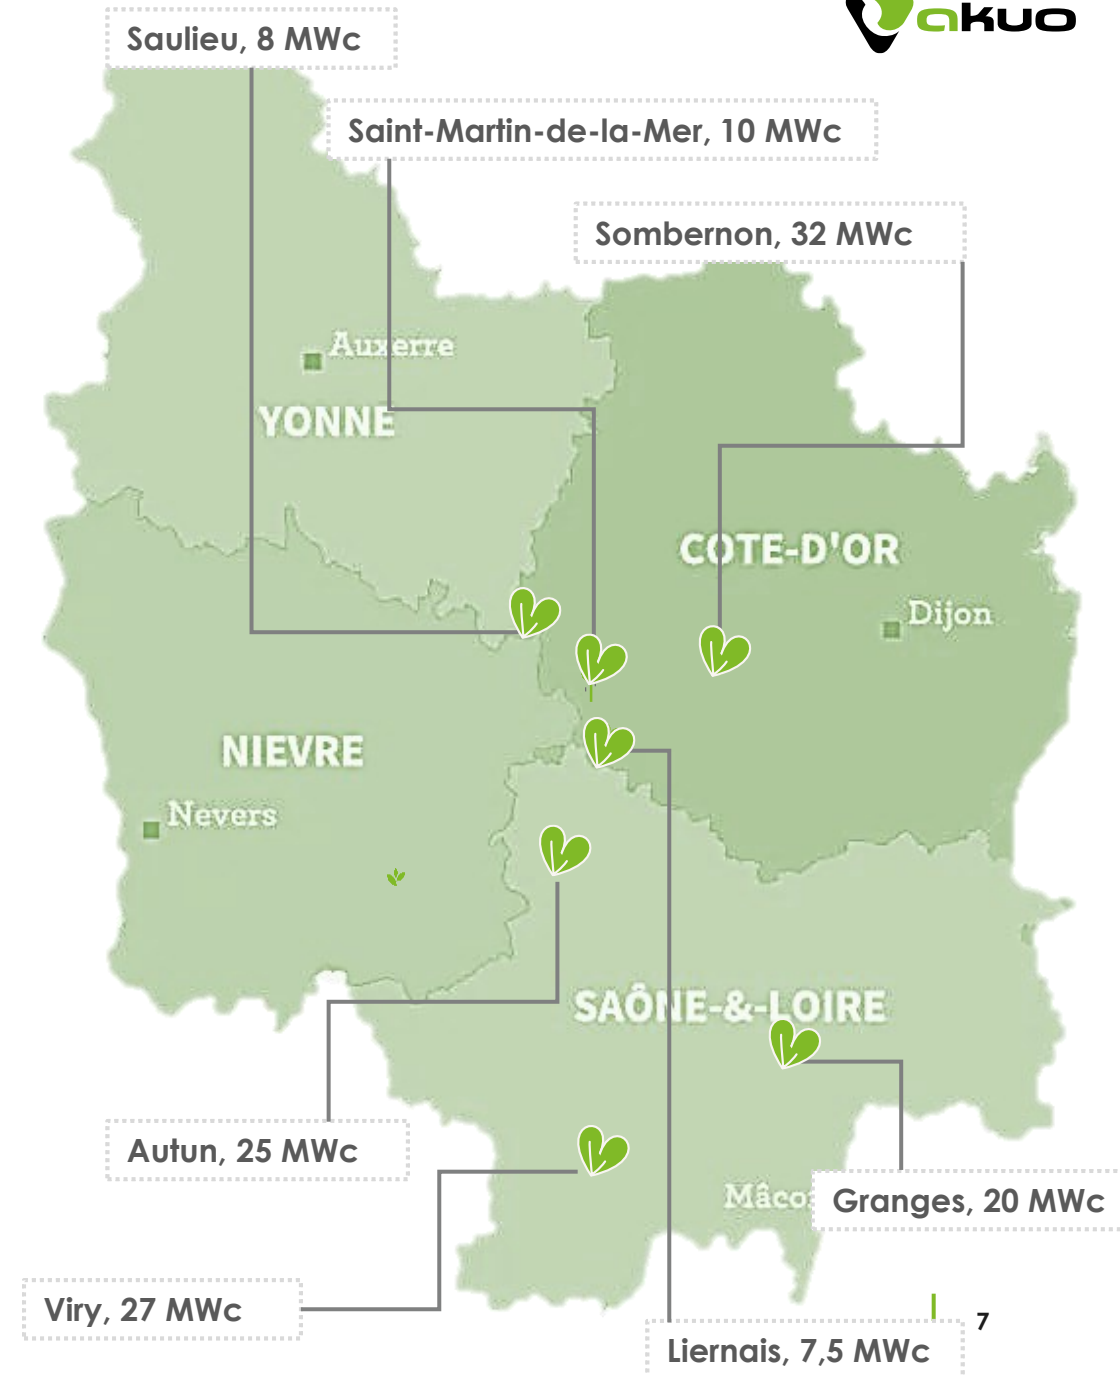 akuo
Saulieu, 8 MWc
Saint-Martin-de-la-Mer, 10 MWc
Sombernon, 32 MWc
Auxerre
YONNE
COTE-D'OR
Dijon
NIEVRE
Nevers
SAÔNE-&-LOIRE
Autun, 25 MWc
Mâco
Granges, 20 MWc
Viry, 27 MWc
7
Liernais, 7,5 MWc